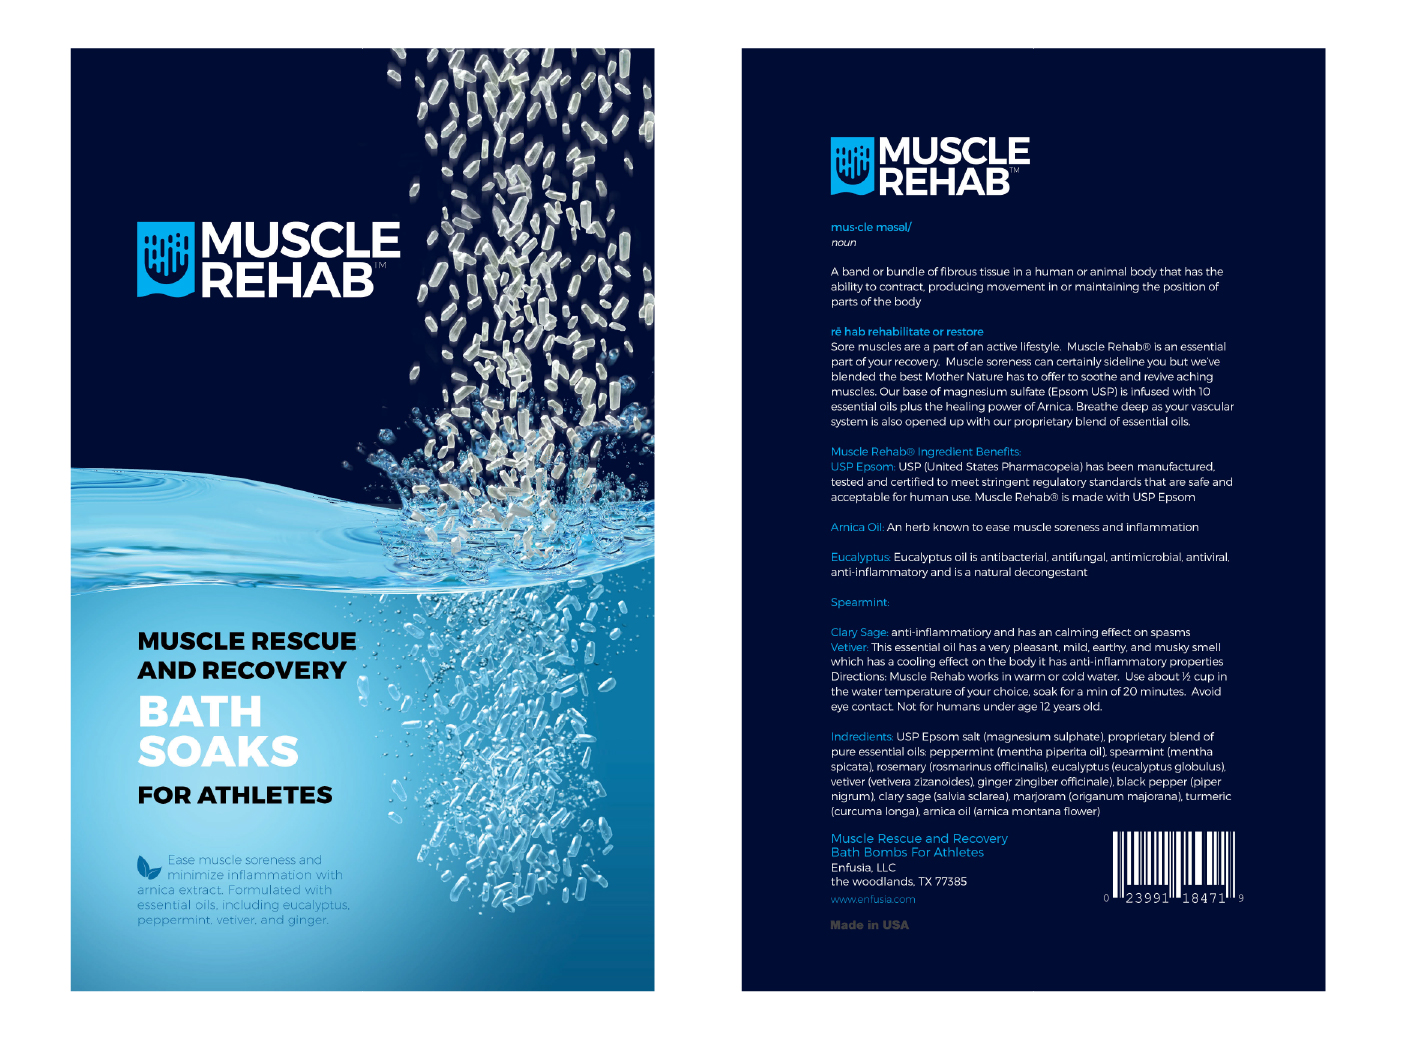 MUSCLE
REHAB™
MUSCLE RESCUE
AND RECOVERY
BATH
SOAKS
FOR ATHLETES
Ease muscle soreness and
minimize inflammation with
arnica extract. Formulated with
essential oils, including eucalyptus,
peppermint, vetiver, and ginger.
MUSCLE
REHAB™
mus·cle məsəl/
noun
A band or bundle of fibrous tissue in a human or animal body that has the
ability to contract, producing movement in or maintaining the position of
parts of the body
rē hab rehabilitate or restore
Sore muscles are a part of an active lifestyle. Muscle Rehab® is an essential
part of your recovery. Muscle soreness can certainly sideline you but we've
blended the best Mother Nature has to offer to soothe and revive aching
muscles. Our base of magnesium sulfate (Epsom USP) is infused with 10
essential oils plus the healing power of Arnica. Breathe deep as your vascular
system is also opened up with our proprietary blend of essential oils.
Muscle Rehab® Ingredient Benefits:
USP Epsom: USP (United States Pharmacopeia) has been manufactured,
tested and certified to meet stringent regulatory standards that are safe and
acceptable for human use. Muscle Rehab® is made with USP Epsom
Arnica Oil: An herb known to ease muscle soreness and inflammation
Eucalyptus: Eucalyptus oil is antibacterial, antifungal, antimicrobial, antiviral,
anti-inflammatory and is a natural decongestant
Spearmint:
Clary Sage: anti-inflammatiory and has an calming effect on spasms
Vetiver: This essential oil has a very pleasant, mild, earthy, and musky smell
which has a cooling effect on the body it has anti-inflammatory properties
Directions: Muscle Rehab works in warm or cold water. Use about ½ cup in
the water temperature of your choice, soak for a min of 20 minutes. Avoid
eye contact. Not for humans under age 12 years old.
Indredients: USP Epsom salt (magnesium sulphate), proprietary blend of
pure essential oils: peppermint (mentha piperita oil), spearmint (mentha
spicata), rosemary (rosmarinus officinalis), eucalyptus (eucalyptus globulus),
vetiver (vetivera zizanoides), ginger zingiber officinale), black pepper (piper
nigrum), clary sage (salvia sclarea), marjoram (origanum majorana), turmeric
(curcuma longa), arnica oil (arnica montana flower)
Muscle Rescue and Recovery
Bath Bombs For Athletes
Enfusia, LLC
the woodlands, TX 77385
www.enfusia.com
Made in USA
0 23991 18471 9